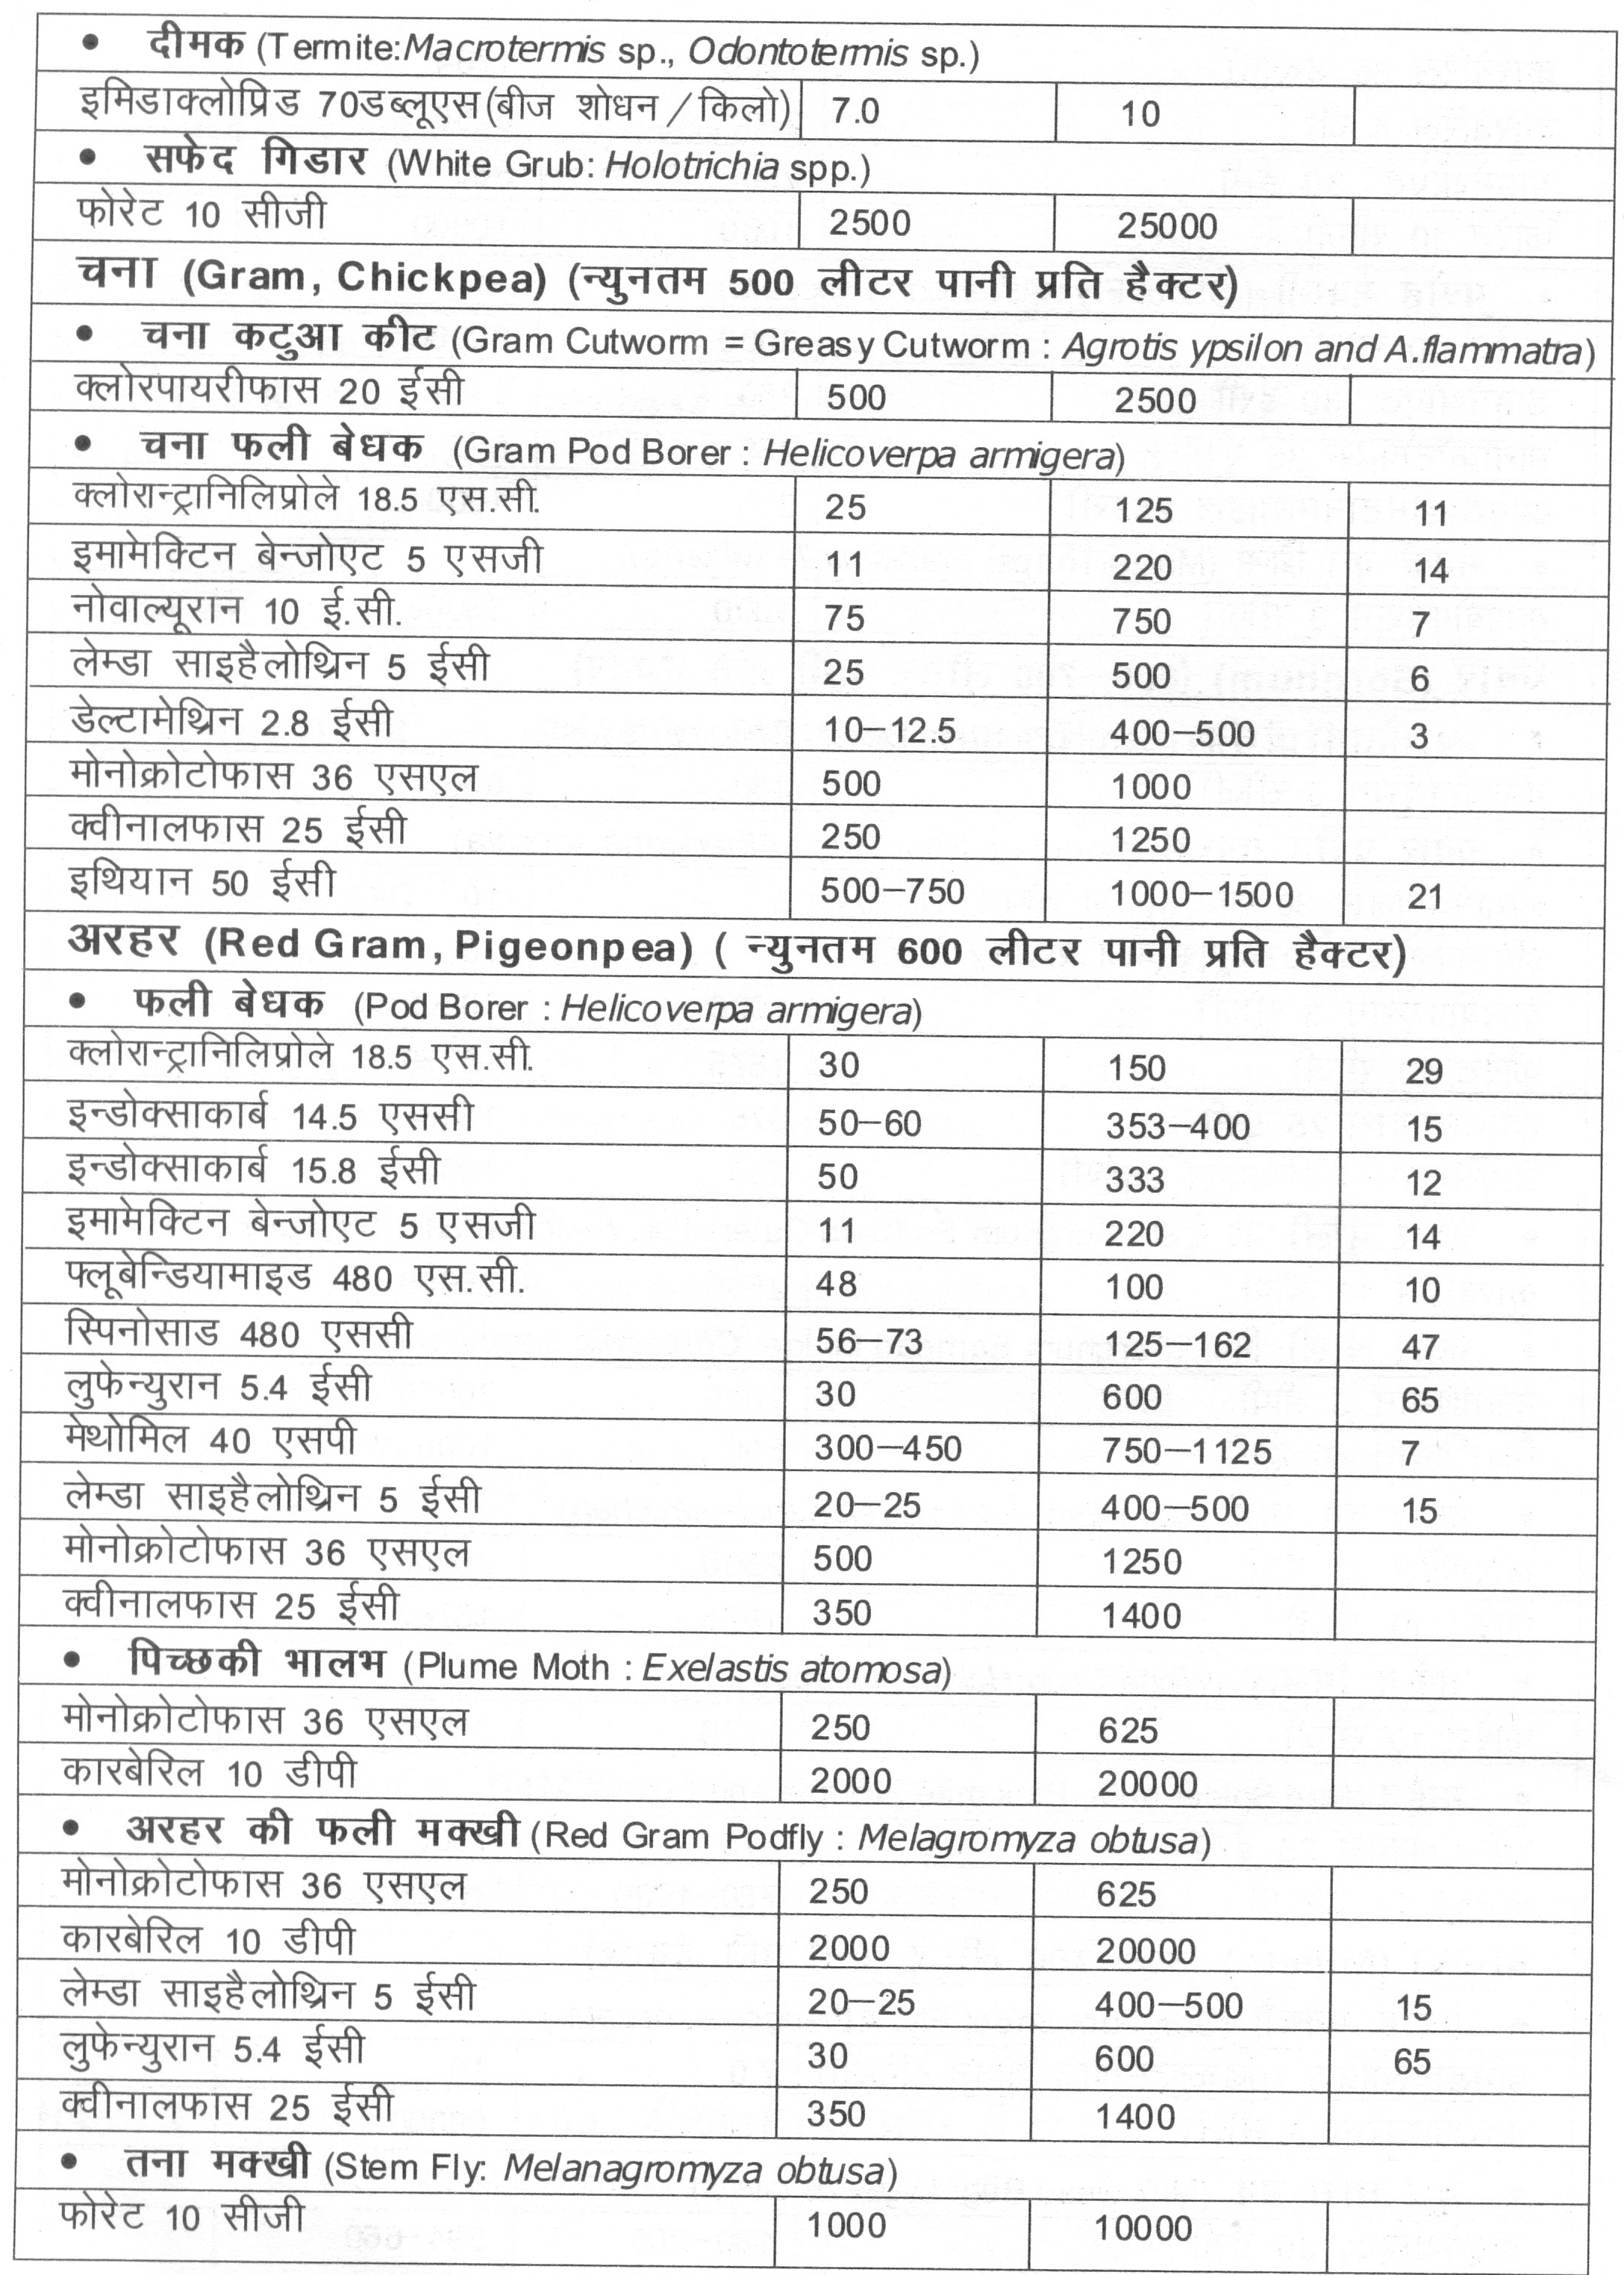 • दीमक (Termite:Macrotermis sp., Odontotermis sp.)
इमिडाक्लोप्रिड 70डब्लूएस(बीज शोधन / किलो) 7.0 10
• सफेद गिडार (White Grub: Holotrichia spp.)
फोरेट 10 सीजी 2500 25000
चना (Gram, Chickpea) (न्युनतम 500 लीटर पानी प्रति हैक्टर)
• चना कटुआ कीट (Gram Cutworm = Greasy Cutworm : Agrotis ypsilon and A.flammatra)
क्लोरपायरीफास 20 ईसी 500 2500
• चना फली बेधक (Gram Pod Borer : Helicoverpa armigera)
क्लोरान्ट्रानिलिप्रोले 18.5 एस.सी. 25 125 11
इमामेक्टिन बेन्जोएट 5 एसजी 11 220 14
नोवाल्यूरान 10 ई.सी. 75 750 7
लेम्डा साइहैलोथ्रिन 5 ईसी 25 500 6
डेल्टामेथ्रिन 2.8 ईसी 10–12.5 400–500 3
मोनोक्रोटोफास 36 एसएल 500 1000
क्वीनालफास 25 ईसी 250 1250
इथियान 50 ईसी 500–750 1000–1500 21
अरहर (Red Gram, Pigeonpea) ( न्युनतम 600 लीटर पानी प्रति हैक्टर)
• फली बेधक (Pod Borer : Helicoverpa armigera)
क्लोरान्ट्रानिलिप्रोले 18.5 एस.सी. 30 150 29
इन्डोक्साकार्ब 14.5 एससी 50–60 353–400 15
इन्डोक्साकार्ब 15.8 ईसी 50 333 12
इमामेक्टिन बेन्जोएट 5 एसजी 11 220 14
फ्लूबेन्डियामाइड 480 एस.सी. 48 100 10
स्पिनोसाड 480 एससी 56–73 125–162 47
लुफेन्युरान 5.4 ईसी 30 600 65
मेथोमिल 40 एसपी 300–450 750–1125 7
लेम्डा साइहैलोथ्रिन 5 ईसी 20–25 400–500 15
मोनोक्रोटोफास 36 एसएल 500 1250
क्वीनालफास 25 ईसी 350 1400
• पिच्छकी भालभ (Plume Moth : Exelastis atomosa)
मोनोक्रोटोफास 36 एसएल 250 625
कारबेरिल 10 डीपी 2000 20000
• अरहर की फली मक्खी (Red Gram Podfly : Melagromyza obtusa)
मोनोक्रोटोफास 36 एसएल 250 625
कारबेरिल 10 डीपी 2000 20000
लेम्डा साइहैलोथ्रिन 5 ईसी 20–25 400–500 15
लुफेन्युरान 5.4 ईसी 30 600 65
क्वीनालफास 25 ईसी 350 1400
• तना मक्खी (Stem Fly: Melanagromyza obtusa)
फोरेट 10 सीजी 1000 10000